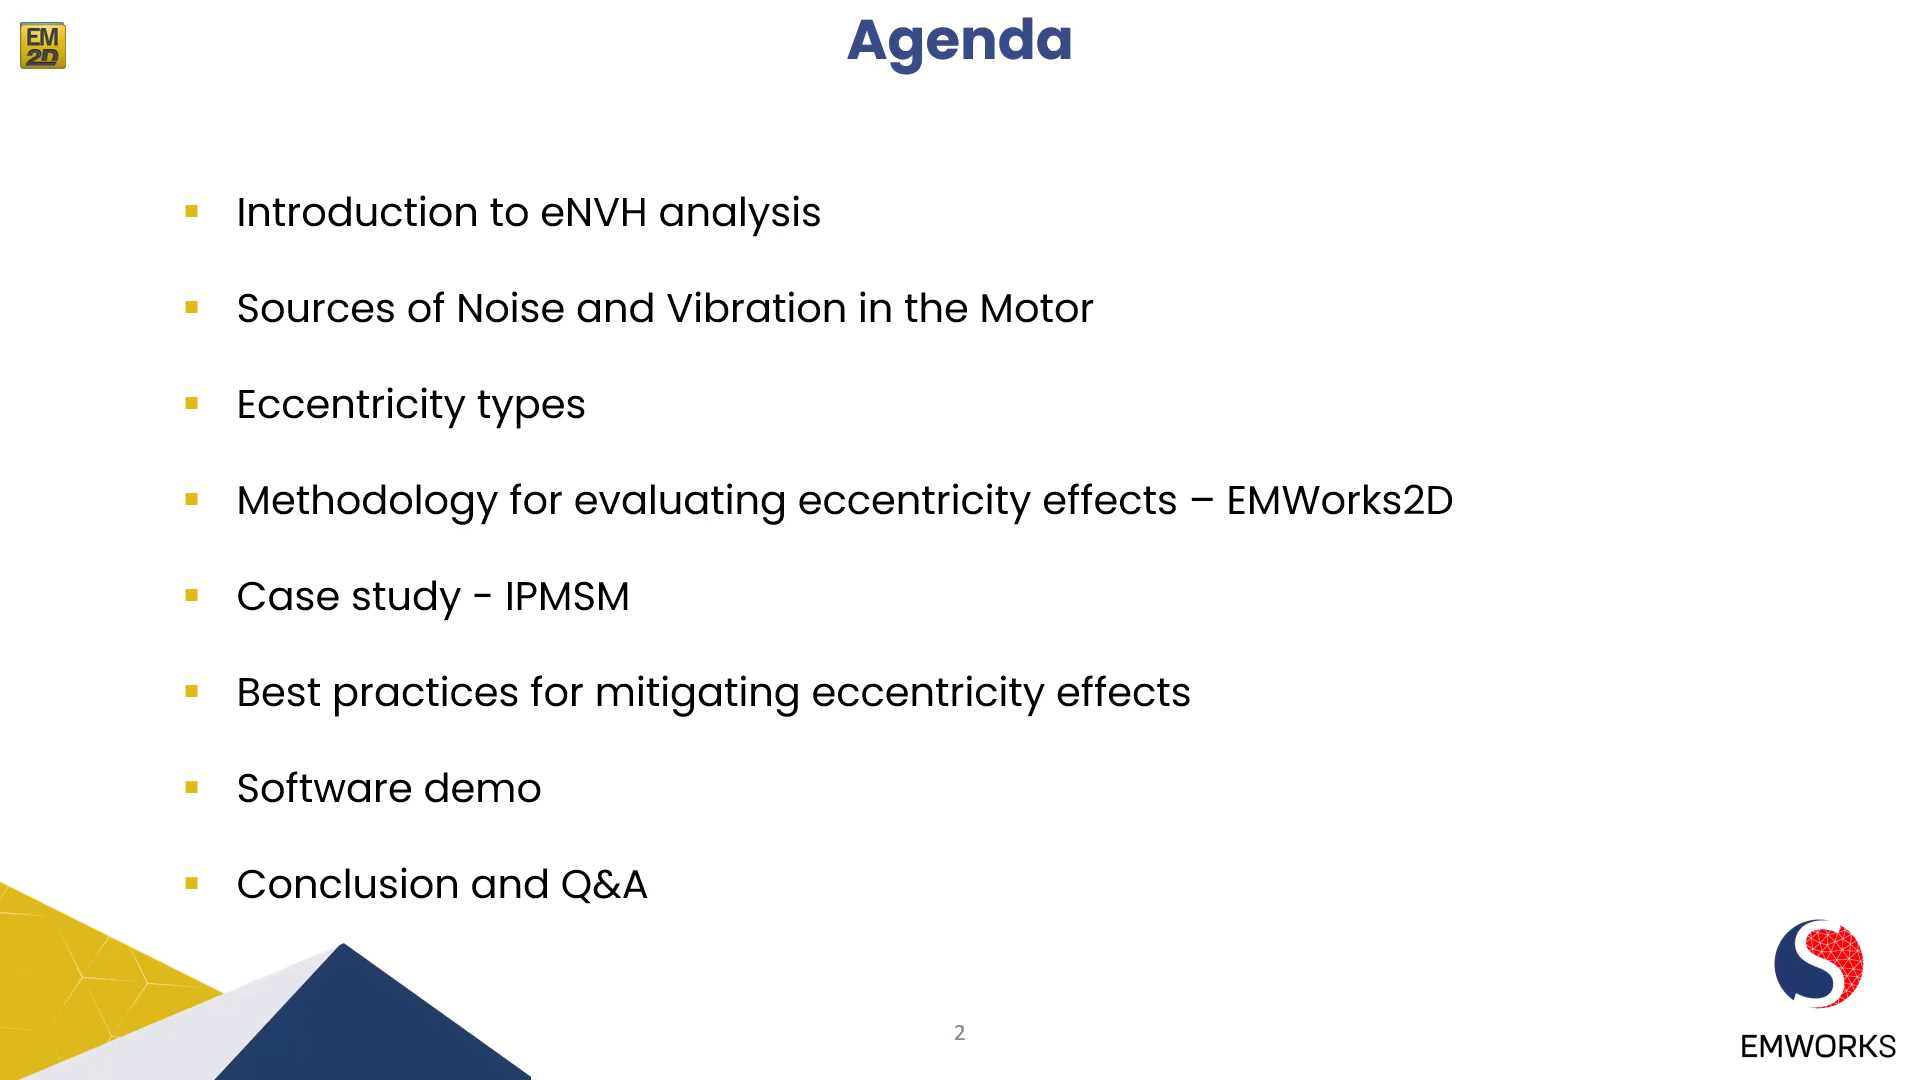 EM
2D
Agenda
▪ Introduction to eNVH analysis
▪ Sources of Noise and Vibration in the Motor
▪ Eccentricity types
▪ Methodology for evaluating eccentricity effects – EMWorks2D
▪ Case study - IPMSM
▪ Best practices for mitigating eccentricity effects
▪ Software demo
▪ Conclusion and Q&A
2
EMWORKS